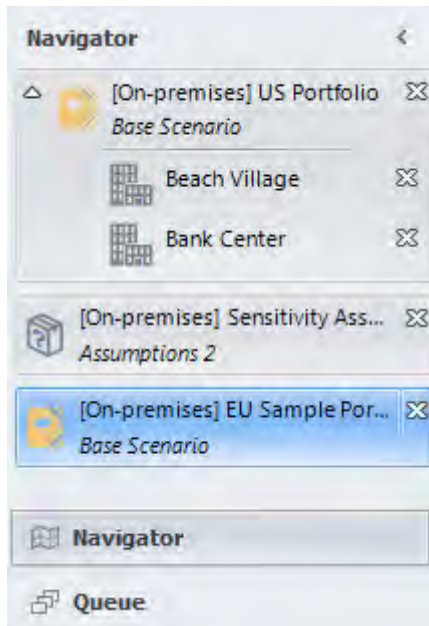 Navigator
[On-premises] US Portfolio
Base Scenario
Beach Village
Bank Center
[On-premises] Sensitivity Ass...
Assumptions 2
[On-premises] EU Sample Por...
Base Scenario
Navigator
Queue